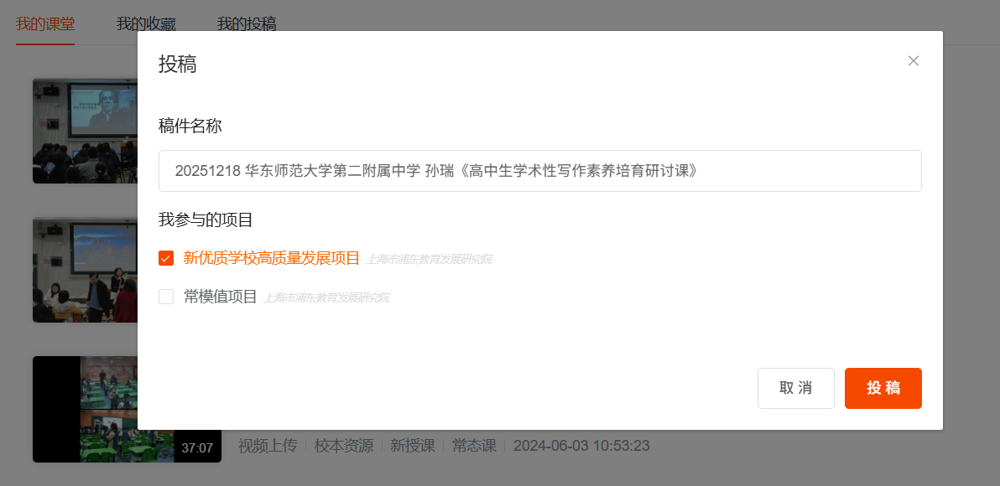 我的课堂 我的收藏 我的投稿
投稿
稿件名称
20251218 华东师范大学第二附属中学 孙瑞《高中生学术性写作素养培育研讨课》
我参与的项目
新优质学校高质量发展项目 上海市浦东教育发展研究院
常模值项目 上海市浦东教育发展研究院
取消 投稿
37:07 视频上传 校本资源 新授课 常态课 2024-06-03 10:53:23